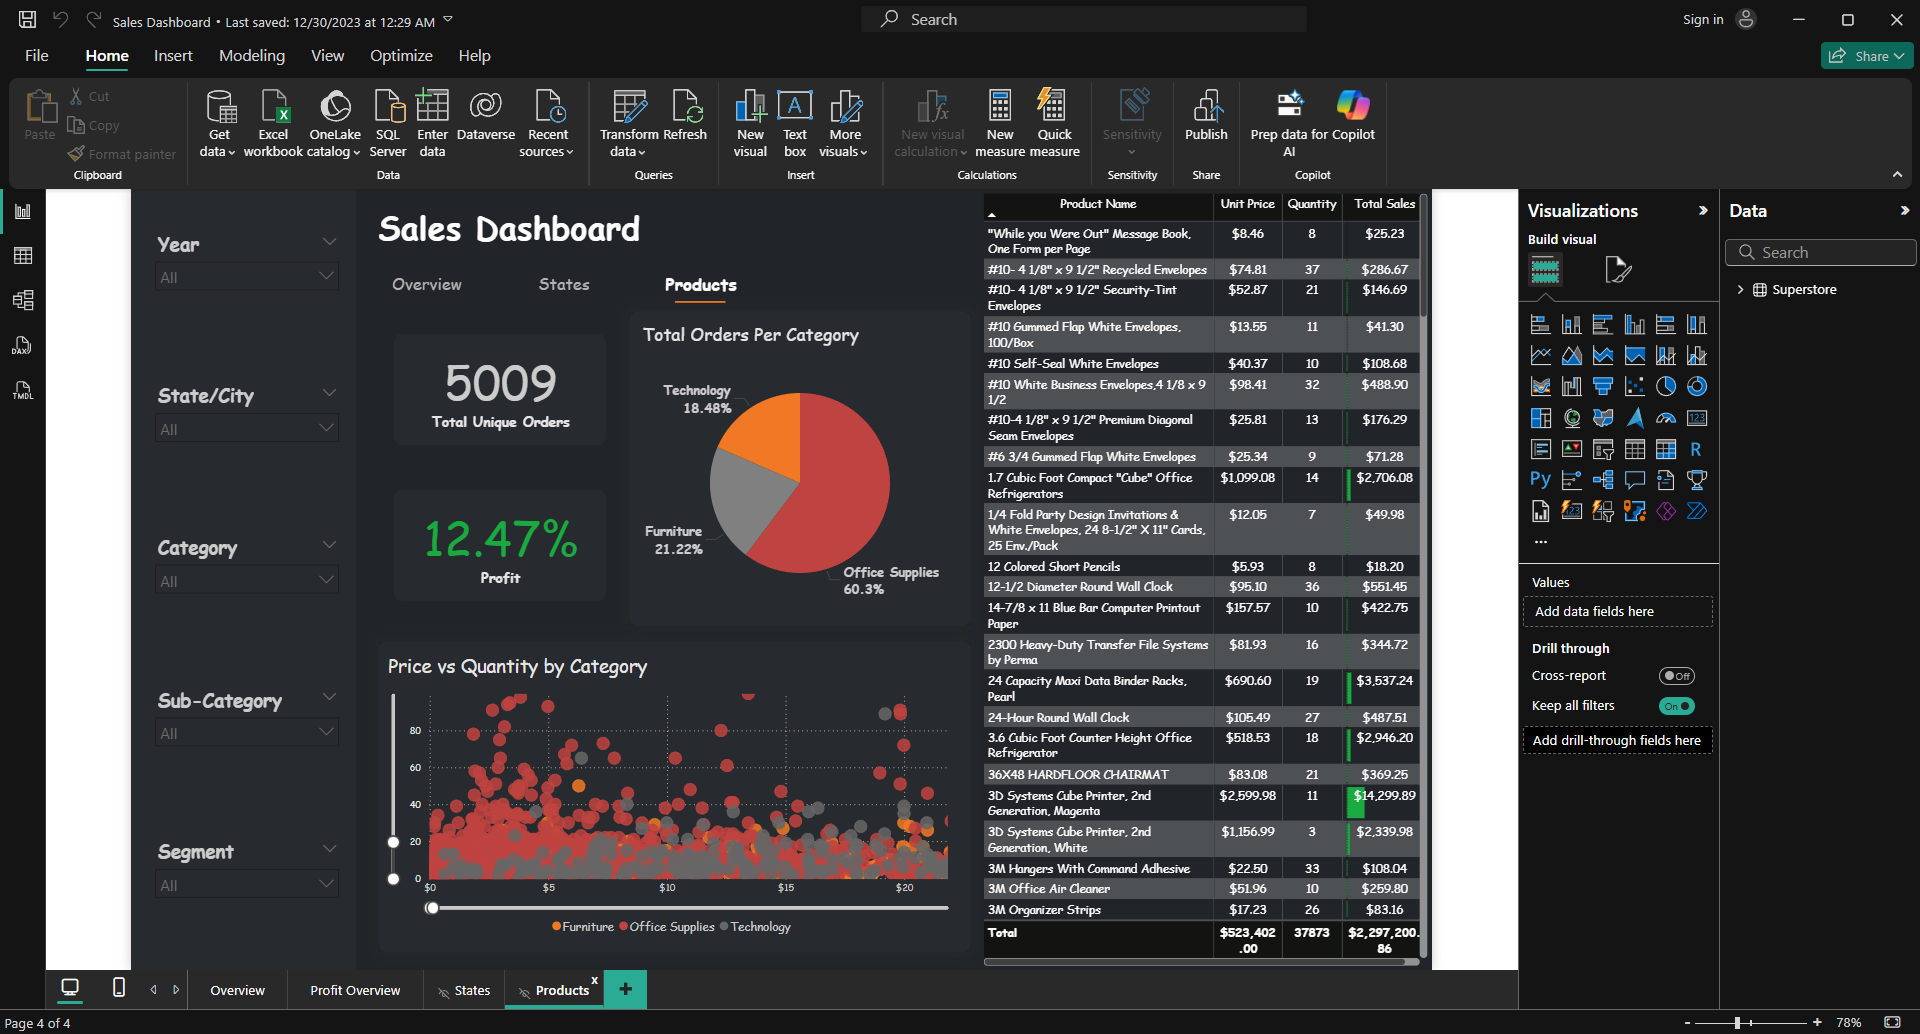 Sales Dashboard • Last saved: 12/30/2023 at 12:29 AM
Search
Sign in
File
Home
Insert
Modeling
View
Optimize
Help
Share
Paste
Cut
Copy
Format painter
Clipboard
Get data
Excel workbook
OneLake catalog
SQL Server
Enter data
Dataverse
Recent sources
Data
Transform data
Refresh
Queries
New visual
Text box
More visuals
Insert
New visual calculation
New measure
Quick measure
Calculations
Sensitivity
Sensitivity
Publish
Share
Prep data for AI
Copilot
Copilot
DAX
TMDL
Year
All
State/City
All
Category
All
Sub-Category
All
Segment
All
Sales Dashboard
Overview
States
Products
5009
Total Unique Orders
12.47%
Profit
Total Orders Per Category
Technology
18.48%
Furniture
21.22%
Office Supplies
60.3%
Price vs Quantity by Category
80
60
40
20
0
$0 $5 $10 $15 $20
Furniture Office Supplies Technology
Product Name Unit Price Quantity Total Sales
"While you Were Out" Message Book, $8.46 8 $25.23
One Form per Page
#10- 4 1/8" x 9 1/2" Recycled Envelopes $74.81 37 $286.67
#10- 4 1/8" x 9 1/2" Security-Tint $52.87 21 $146.69
Envelopes
#10 Gummed Flap White Envelopes, $13.55 11 $41.30
100/Box
#10 Self-Seal White Envelopes $40.37 10 $108.68
#10 White Business Envelopes,4 1/8 x 9 $98.41 32 $488.90
1/2
#10-4 1/8" x 9 1/2" Premium Diagonal $25.81 13 $176.29
Seam Envelopes
#6 3/4 Gummed Flap White Envelopes $25.34 9 $71.28
1.7 Cubic Foot Compact "Cube" Office $1,099.08 14 $2,706.08
Refrigerators
1/4 Fold Party Design Invitations & $12.05 7 $49.98
White Envelopes, 24 8-1/2" X 11" Cards,
25 Env./Pack
12 Colored Short Pencils $5.93 8 $18.20
12-1/2 Diameter Round Wall Clock $95.10 36 $551.45
14-7/8 x 11 Blue Bar Computer Printout $157.57 10 $422.75
Paper
2300 Heavy-Duty Transfer File Systems $81.93 16 $344.72
by Perma
24 Capacity Maxi Data Binder Racks, $690.60 19 $3,537.24
Pearl
24-Hour Round Wall Clock $105.49 27 $487.51
3.6 Cubic Foot Counter Height Office $518.53 18 $2,946.20
Refrigerator
36X48 HARDFLOOR CHAIRMAT $83.08 21 $369.25
3D Systems Cube Printer, 2nd $2,599.98 11 $14,299.89
Generation, Magenta
3D Systems Cube Printer, 2nd $1,156.99 3 $2,339.98
Generation, White
3M Hangers With Command Adhesive $22.50 33 $108.04
3M Office Air Cleaner $51.96 10 $259.80
3M Organizer Strips $17.23 26 $83.16
Total $523,402 37873 $2,297,200.
.00 86
Visualizations
Build visual
123
R
Py
123
...
Values
Add data fields here
Drill through
Cross-report
Off
Keep all filters
On
Add drill-through fields here
Data
Search
Superstore
Overview
Profit Overview
States
Products
x
+
Page 4 of 4
- + 78%